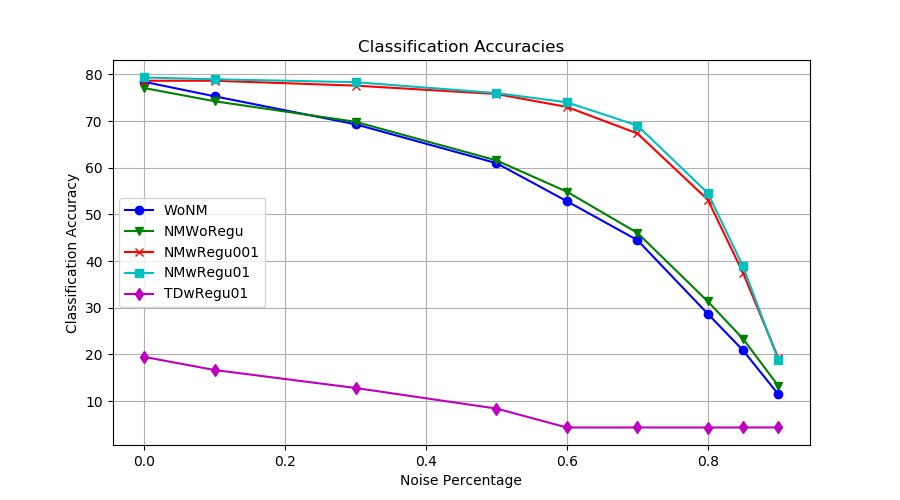 Classification Accuracies
Classification Accuracy
80
70
60
50
40
30
20
10
WoNM
NMWoRegu
NMwRegu001
NMwRegu01
TDwRegu01
0.0 0.2 0.4 0.6 0.8
Noise Percentage